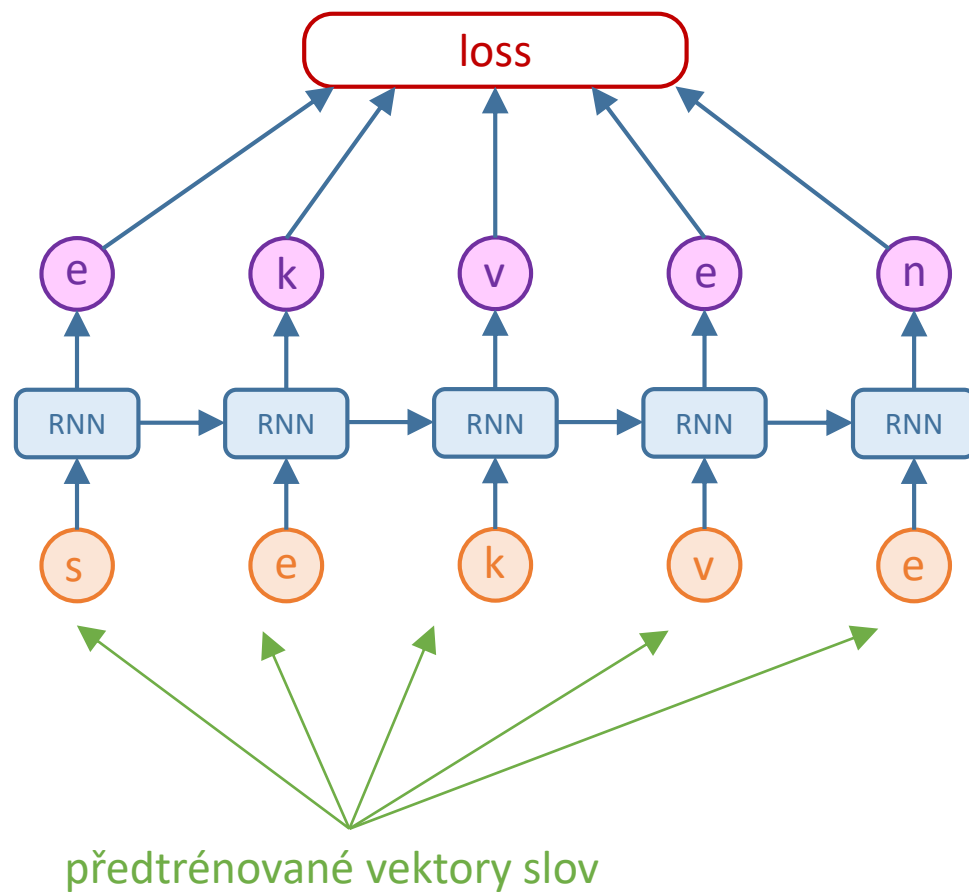 loss
e k v e n
RNN RNN RNN RNN RNN
s e k v e
předtrénované vektory slov